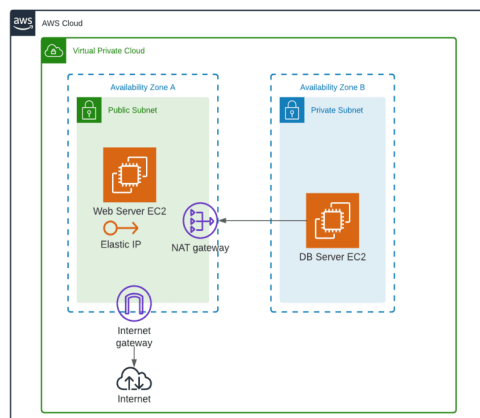 aws
AWS Cloud
Virtual Private Cloud
Availability Zone A
Availability Zone B
Public Subnet
Private Subnet
Web Server EC2
Elastic IP
NAT gateway
DB Server EC2
Internet
gateway
Internet